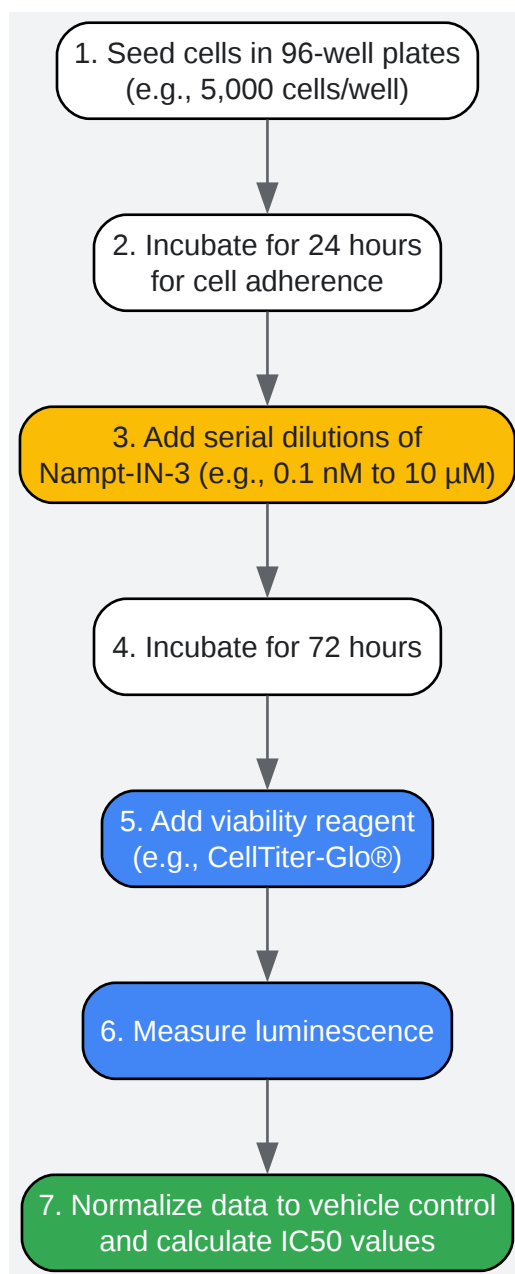 1. Seed cells in 96-well plates
(e.g., 5,000 cells/well)
2. Incubate for 24 hours
for cell adherence
3. Add serial dilutions of
Nampt-IN-3 (e.g., 0.1 nM to 10 µM)
4. Incubate for 72 hours
5. Add viability reagent
(e.g., CellTiter-Glo®)
6. Measure luminescence
7. Normalize data to vehicle control
and calculate IC50 values